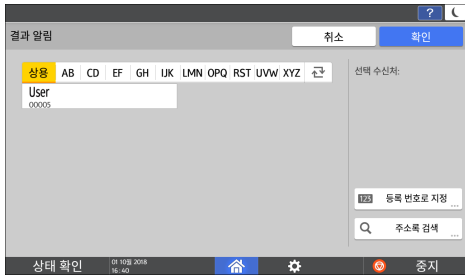 ?
결과 알림
취소
확인
상용 AB CD EF GH IJK LMN OPQ RST UVW XYZ
선택 수신처:
User
00005
123 등록 번호로 지정 ...
주소록 검색 ...
상태 확인
01 10월 2018
16:40
중지